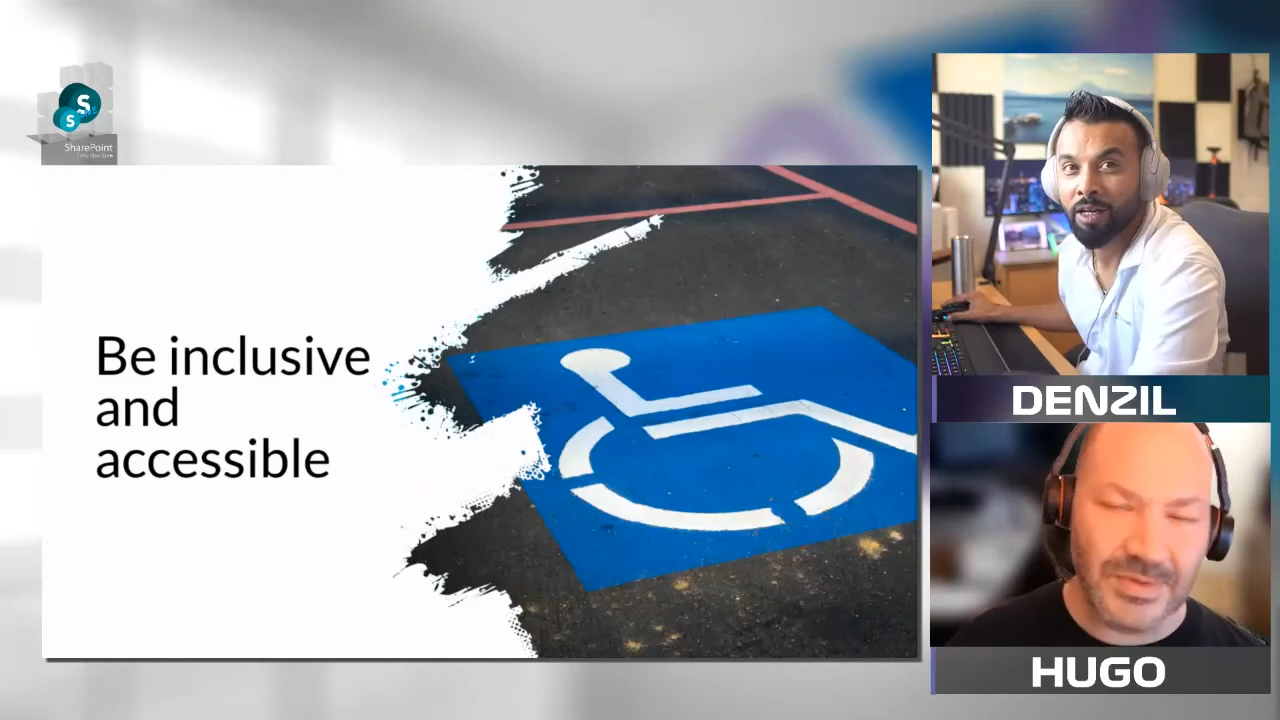 S
S
SharePoint
Be inclusive
and
accessible
DENZIL
HUGO